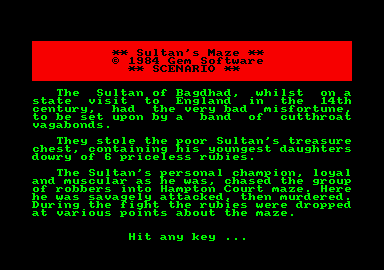 ** Sultan's Maze **
© 1984 Gem Software
** SCENARIO **
The Sultan of Bagdhad, whilst on a
state visit to England in the 14th
century, had the very bad misfortune,
to be set upon by a band of cutthroat
vagabonds.
They stole the poor Sultan's treasure
chest, containing his youngest daughters
dowry of 6 priceless rubies.
The Sultan's personal champion, loyal
and muscular as he was, chased the group
of robbers into Hampton Court maze. Here
he was savagely attacked, then murdered.
During the fight the rubies were dropped
at various points about the maze.
Hit any key ...